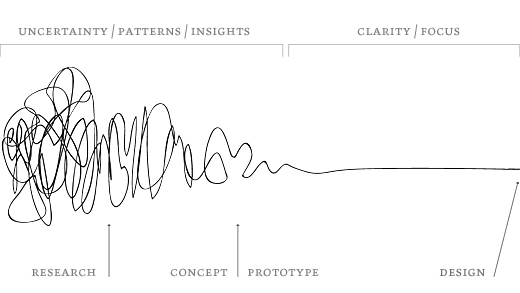 UNCERTAINTY / PATTERNS / INSIGHTS
CLARITY / FOCUS
RESEARCH
CONCEPT
PROTOTYPE
DESIGN